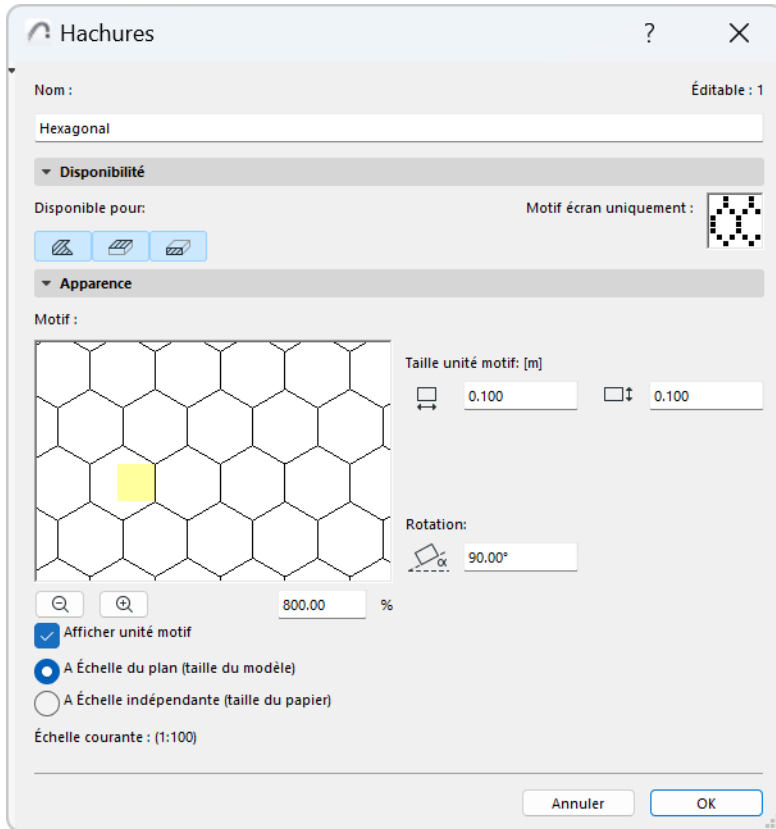 Hachures ?
Nom : Éditable : 1
Hexagonal
Disponibilité
Disponible pour: Motif écran uniquement :
Apparence
Motif :
Taille unité motif: [m]
0.100 0.100
Rotation:
α 90.00°
800.00 %
Afficher unité motif
A Échelle du plan (taille du modèle)
A Échelle indépendante (taille du papier)
Échelle courante : (1:100)
Annuler OK